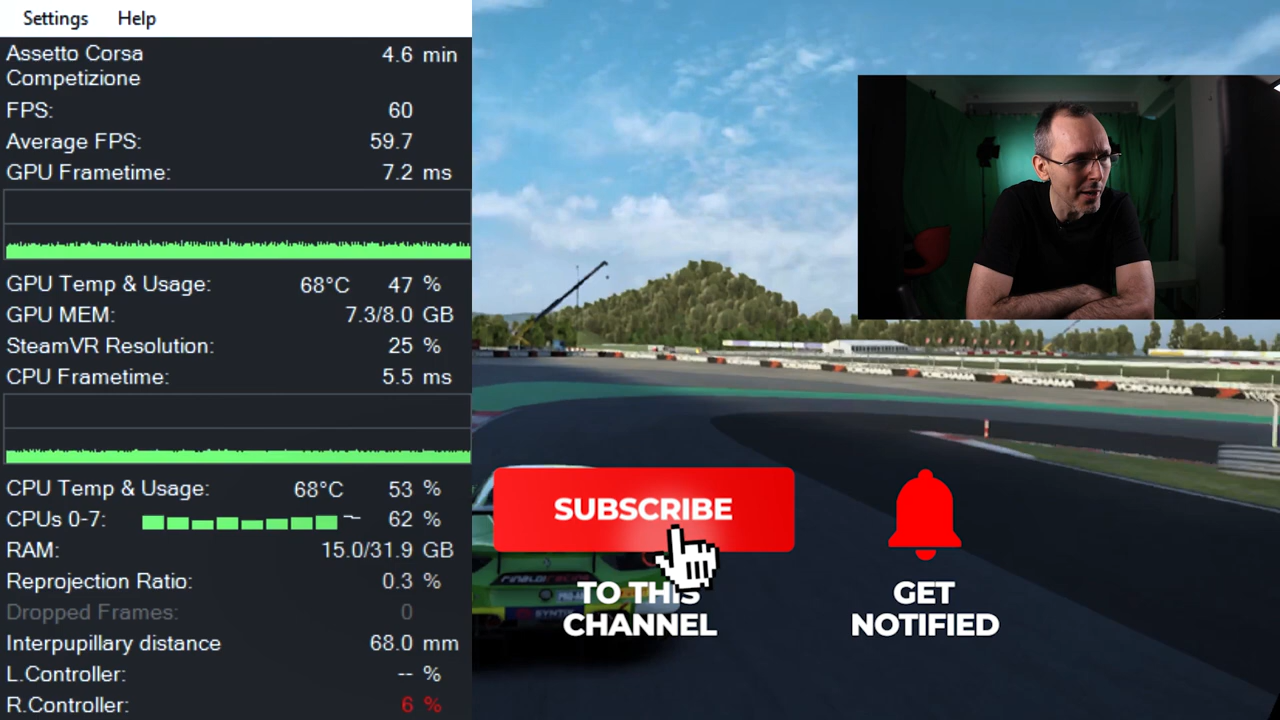 Settings Help
Assetto Corsa 4.6 min
Competizione
FPS: 60
Average FPS: 59.7
GPU Frametime: 7.2 ms
GPU Temp & Usage: 68°C 47 %
GPU MEM: 7.3/8.0 GB
SteamVR Resolution: 25 %
CPU Frametime: 5.5 ms
CPU Temp & Usage: 68°C 53 %
CPUs 0-7: 62 %
RAM: 15.0/31.9 GB
Reprojection Ratio: 0.3 %
Dropped Frames: 0
Interpupillary distance 68.0 mm
L.Controller: -- %
R.Controller: 6 %
YOKOHAMA
YOKOHAMA
YOKOHAMA
SUBSCRIBE
TO THIS
CHANNEL
GET
NOTIFIED